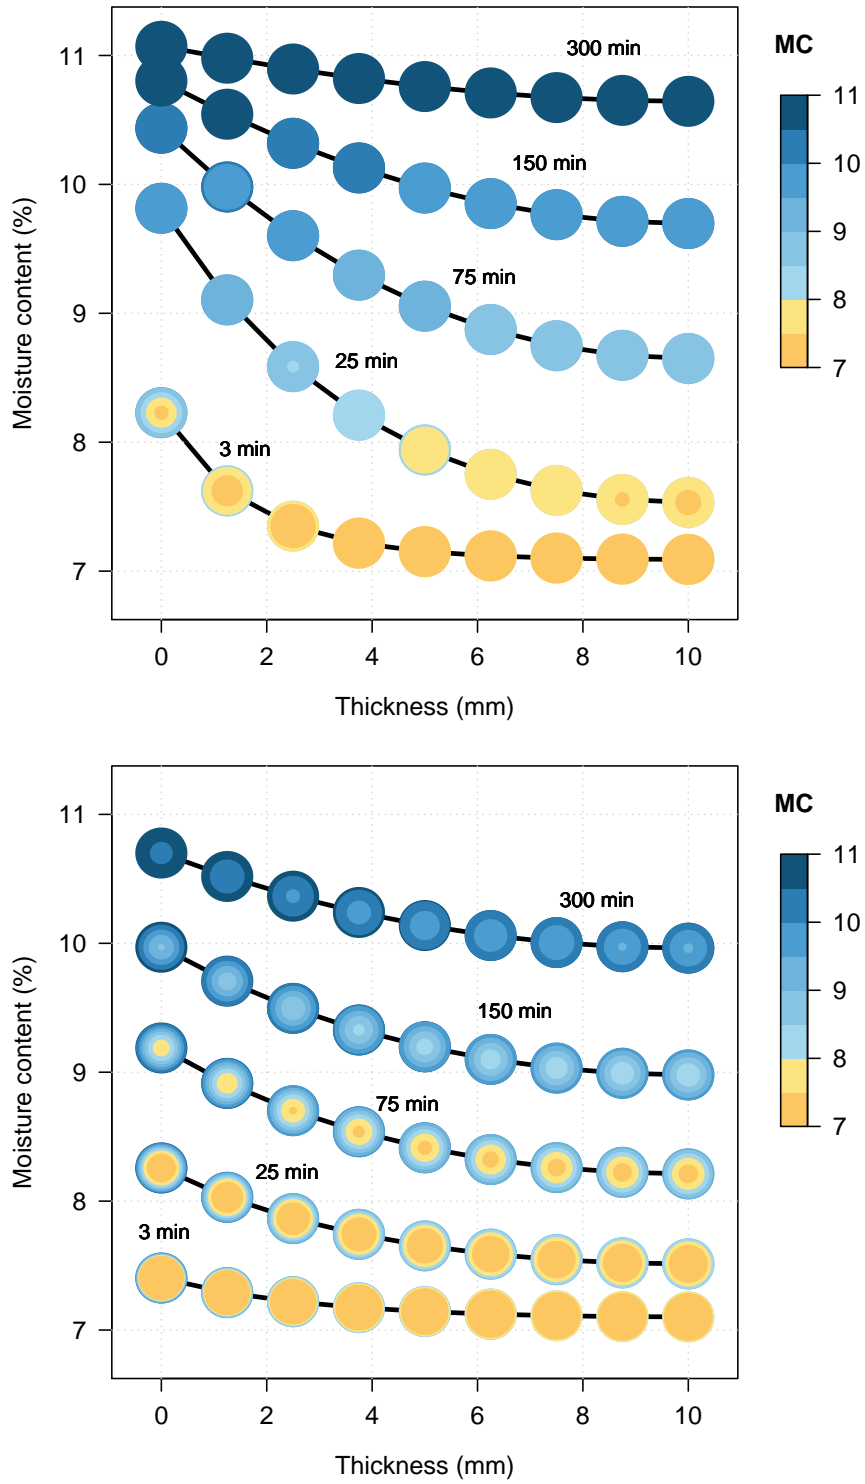 MC
11
300 min
11
10
150 min
10
9
75 min
9
25 min
8
8
3 min
7
7
Moisture content (%)
0 2 4 6 8 10
Thickness (mm)
MC
11
11
300 min
10
10
150 min
9
9
75 min
8
25 min
8
3 min
7
7
Moisture content (%)
0 2 4 6 8 10
Thickness (mm)